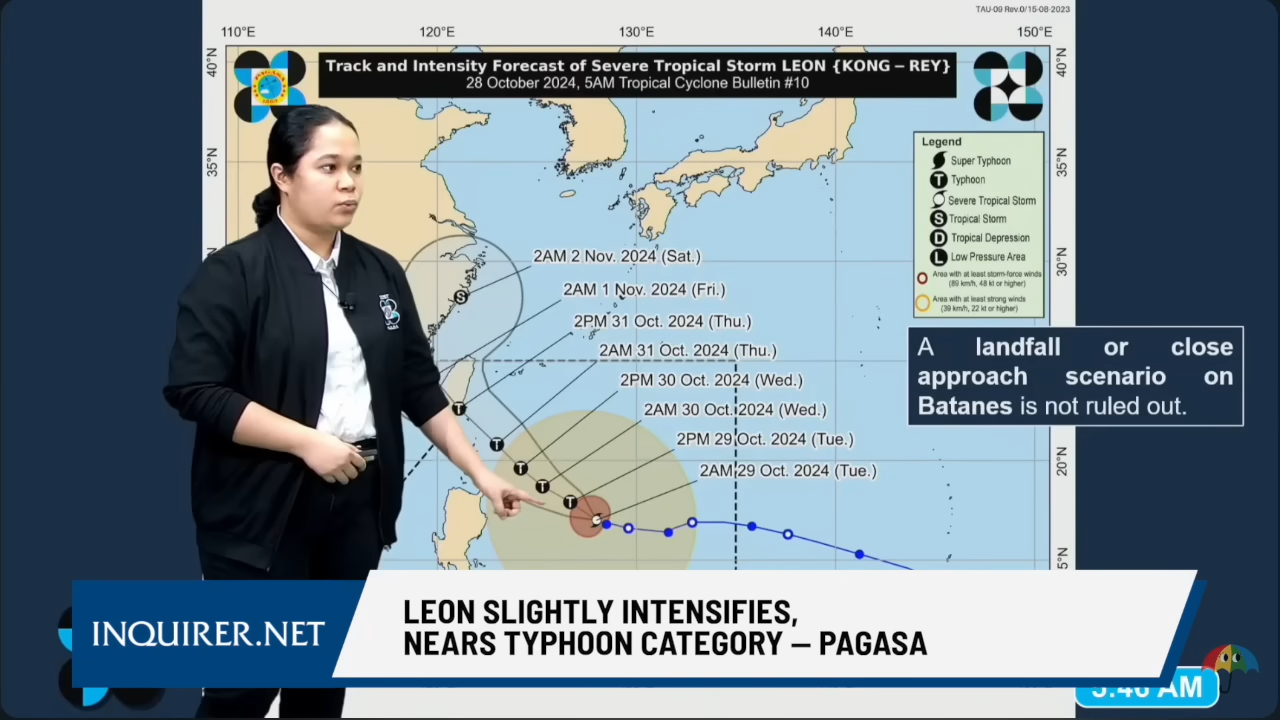 TAU-09 Rev.0/15-08-2023
110°E 120°E 130°E 140°E 150°E
40°N 40°N
Track and Intensity Forecast of Severe Tropical Storm LEON {KONG – REY}
28 October 2024, 5AM Tropical Cyclone Bulletin #10
35°N 35°N
Legend
Super Typhoon
T Typhoon
Severe Tropical Storm
S Tropical Storm
D Tropical Depression
L Low Pressure Area
Area with at least storm-force winds
(89 km/h, 48 kt or higher)
Area with at least strong winds
(39 km/h, 22 kt or higher)
30°N
2AM 2 Nov. 2024 (Sat.)
S
2AM 1 Nov. 2024 (Fri.)
2PM 31 Oct. 2024 (Thu.)
2AM 31 Oct. 2024 (Thu.)
2PM 30 Oct. 2024 (Wed.)
2AM 30 Oct. 2024 (Wed.)
2PM 29 Oct. 2024 (Tue.)
2AM 29 Oct. 2024 (Tue.)
T
T
T
T
T
A landfall or close
approach scenario on
Batanes is not ruled out.
20°N
5°N
INQUIRER.NET
LEON SLIGHTLY INTENSIFIES,
NEARS TYPHOON CATEGORY – PAGASA
AM